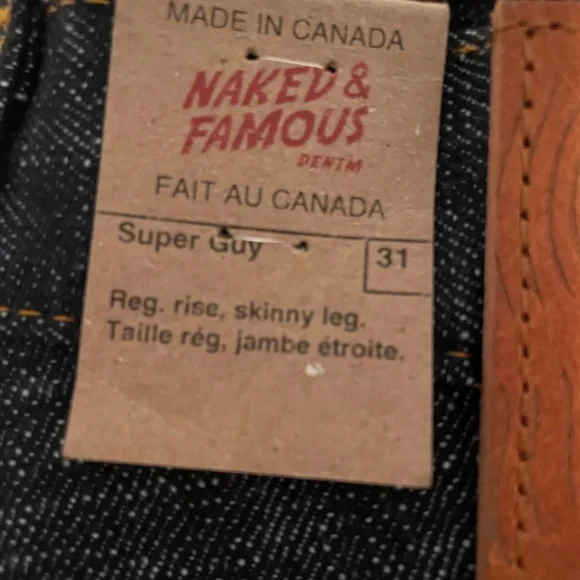 MADE IN CANADA
NAKED &
FAMOUS
DENIM
FAIT AU CANADA
Super Guy
31
Reg. rise, skinny leg.
Taille rég, jambe étroite.